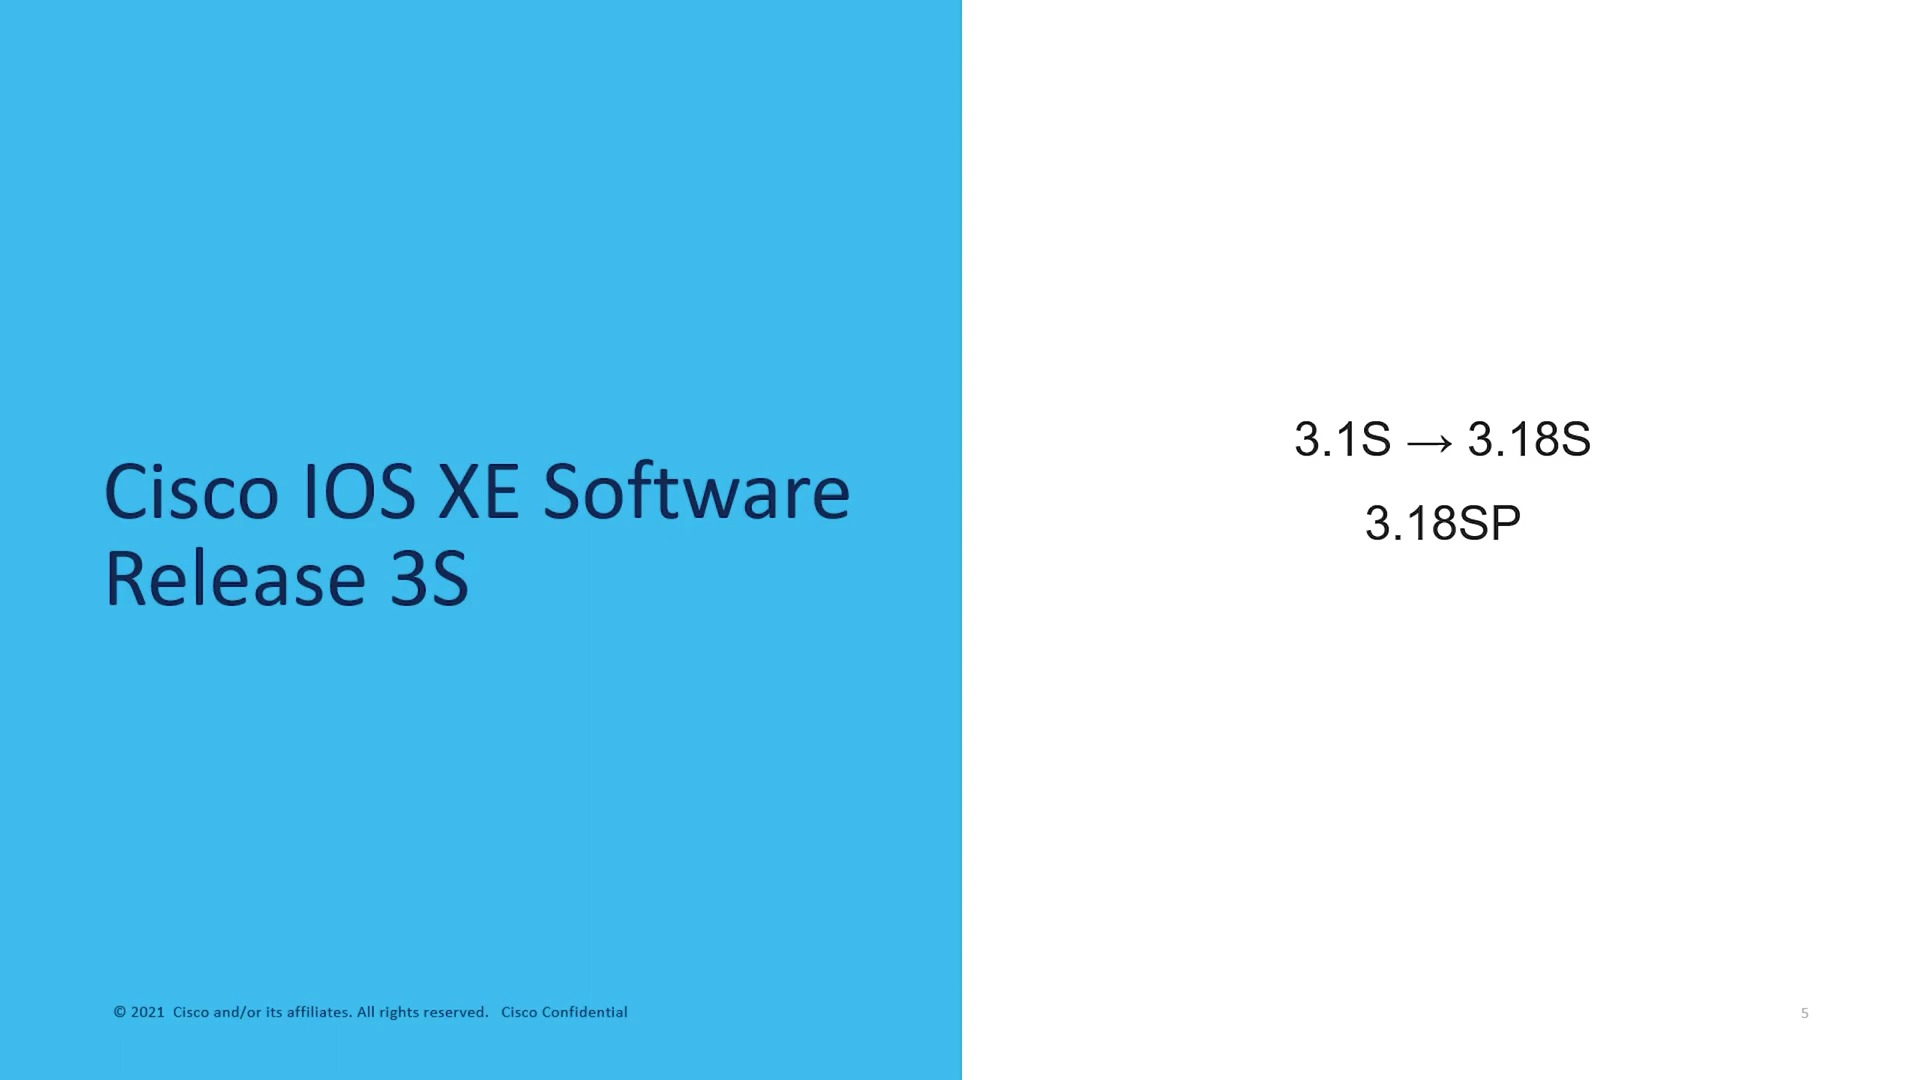 Cisco IOS XE Software
Release 3S
3.1S → 3.18S
3.18SP
© 2021 Cisco and/or its affiliates. All rights reserved. Cisco Confidential
5